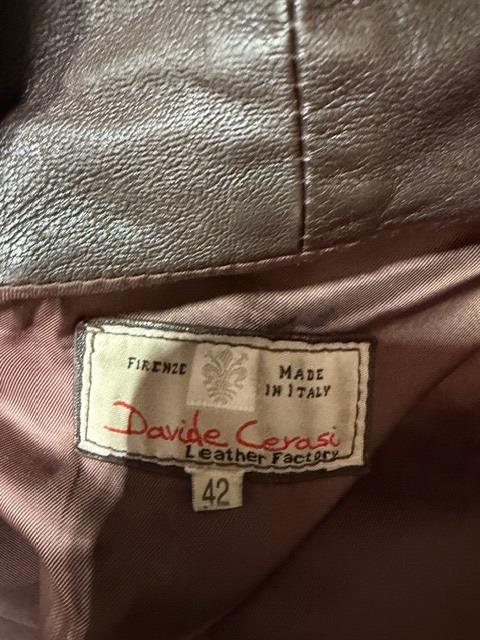 FIRENZE
MADE
IN ITALY
Davide Cerasi
Leather Factory
42